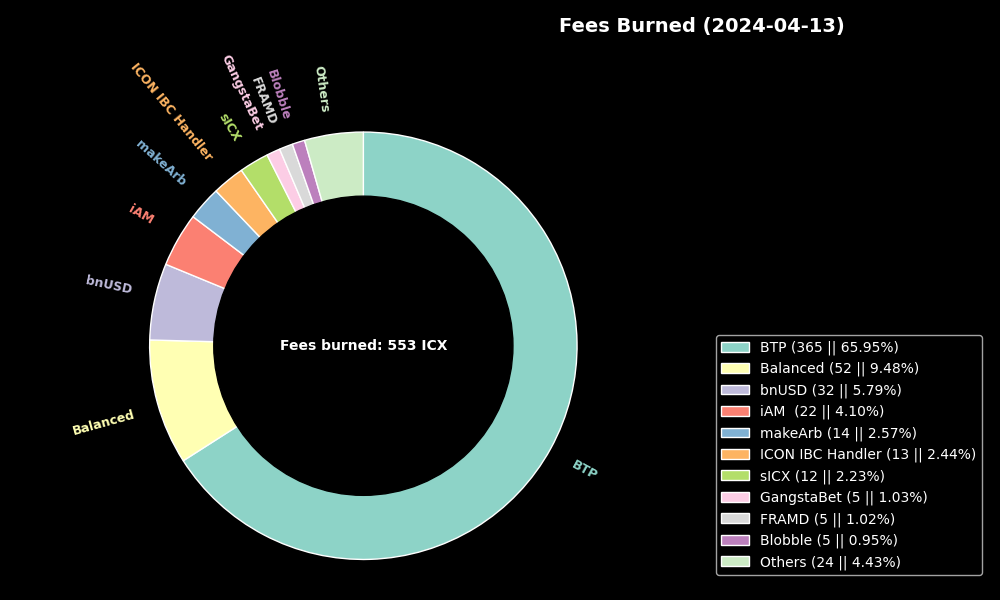 Fees Burned (2024-04-13)
Others
Blobble
FRAMD
GangstaBet
sICX
ICON IBC Handler
makeArb
iAM
bnUSD
Balanced
BTP
Fees burned: 553 ICX
BTP (365 || 65.95%)
Balanced (52 || 9.48%)
bnUSD (32 || 5.79%)
iAM  (22 || 4.10%)
makeArb (14 || 2.57%)
ICON IBC Handler (13 || 2.44%)
sICX (12 || 2.23%)
GangstaBet (5 || 1.03%)
FRAMD (5 || 1.02%)
Blobble (5 || 0.95%)
Others (24 || 4.43%)